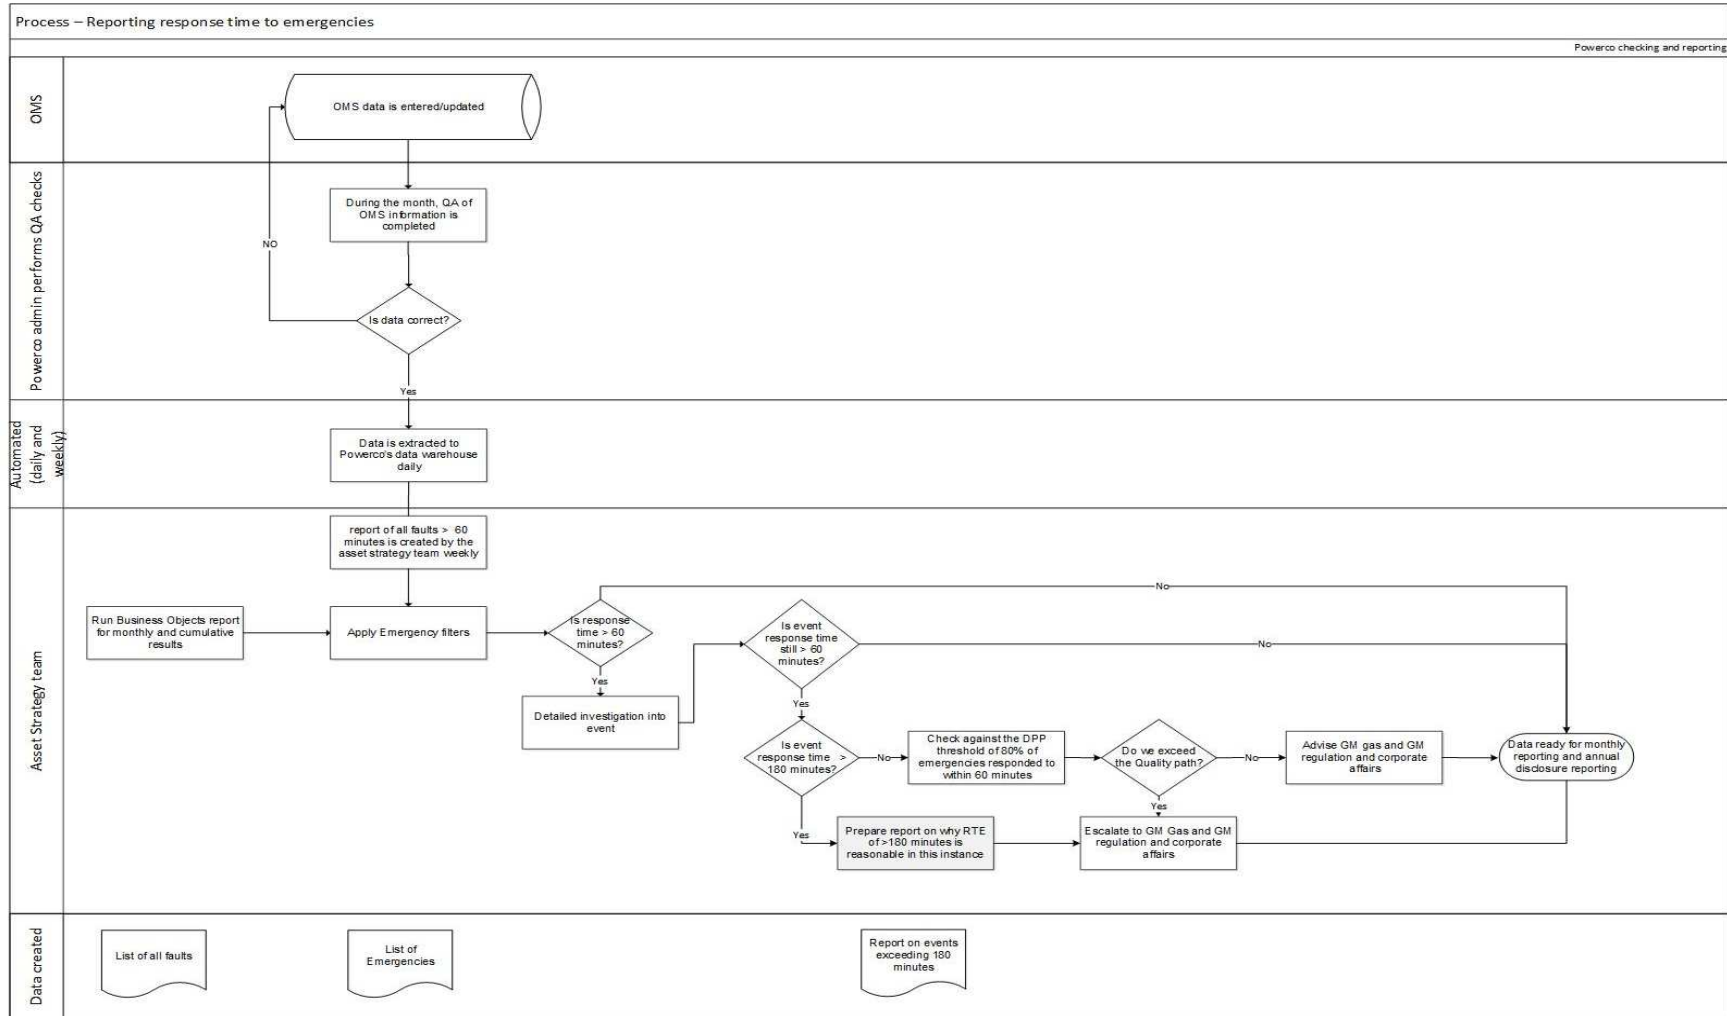 Process – Reporting response time to emergencies
Powerco checking and reporting
OMS
OMS data is entered/updated
Powerco admin performs QA checks
During the month, QA of
OMS information is
completed
NO
Is data correct?
Yes
Automated
(daily and
weekly)
Data is extracted to
Powerco's data warehouse
daily
Asset Strategy team
report of all faults > 60
minutes is created by the
asset strategy team weekly
Run Business Objects report
for monthly and cumulative
results
Apply Emergency filters
Is response
time > 60
minutes?
No
Yes
Detailed investigation into
event
Is event
response time
still > 60
minutes?
No
Yes
Is event
response time >
180 minutes?
No
Check against the DPP
threshold of 80% of
emergencies responded to
within 60 minutes
Do we exceed
the Quality path?
No
Advise GM gas and GM
regulation and corporate
affairs
Data ready for monthly
reporting and annual
disclosure reporting
Yes
Yes
Prepare report on why RTE
of >180 minutes is
reasonable in this instance
Escalate to GM Gas and GM
regulation and corporate
affairs
Data created
List of all faults
List of
Emergencies
Report on events
exceeding 180
minutes